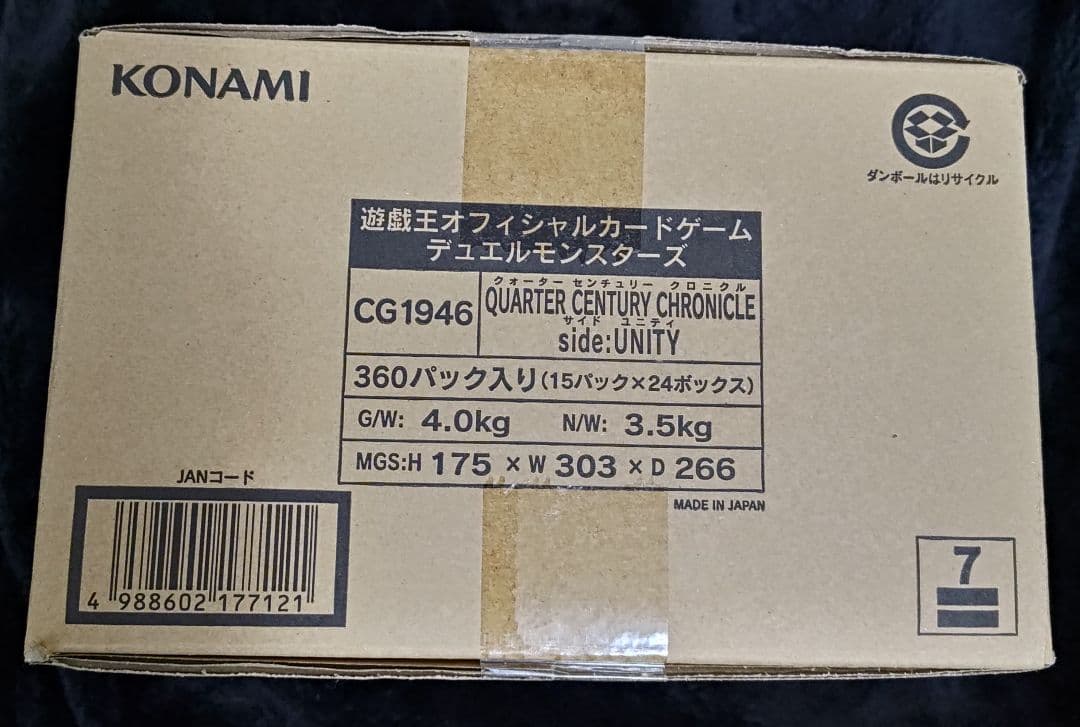 KONAMI
ダンボールはリサイクル
遊戯王オフィシャルカードゲーム
デュエルモンスターズ
CG1946
クォーター センチュリー クロニクル
QUARTER CENTURY CHRONICLE
サイド ユニティ
side:UNITY
360パック入り(15パック×24ボックス)
G/W: 4.0kg N/W: 3.5kg
MGS:H 175 × W 303 × D 266
MADE IN JAPAN
JANコード
4 988602 177121
7